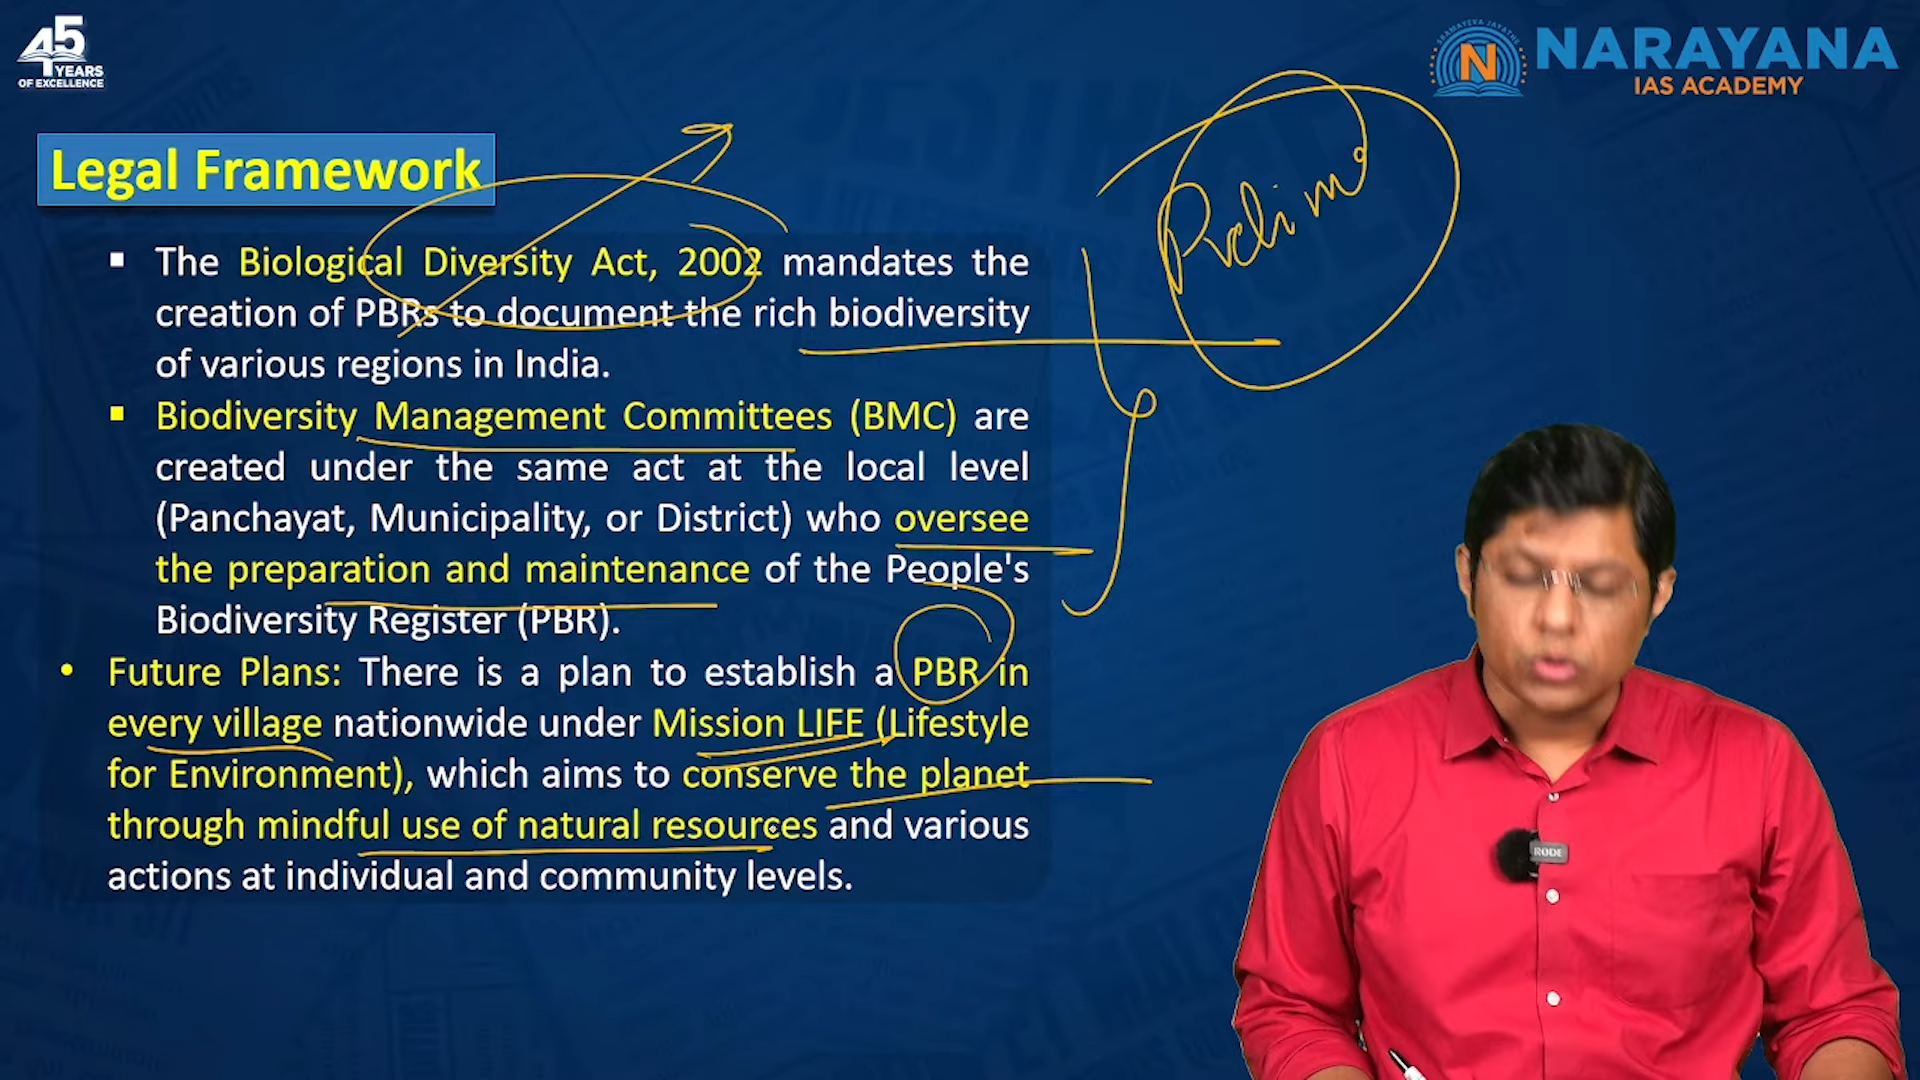 45
YEARS
OF EXCELLENCE
NARAYANA
IAS ACADEMY
Legal Framework
Prelims
▪ The Biological Diversity Act, 2002 mandates the
creation of PBRs to document the rich biodiversity
of various regions in India.
▪ Biodiversity Management Committees (BMC) are
created under the same act at the local level
(Panchayat, Municipality, or District) who oversee
the preparation and maintenance of the People's
Biodiversity Register (PBR).
• Future Plans: There is a plan to establish a PBR in
every village nationwide under Mission LIFE (Lifestyle
for Environment), which aims to conserve the planet
through mindful use of natural resources and various
actions at individual and community levels.
RODE